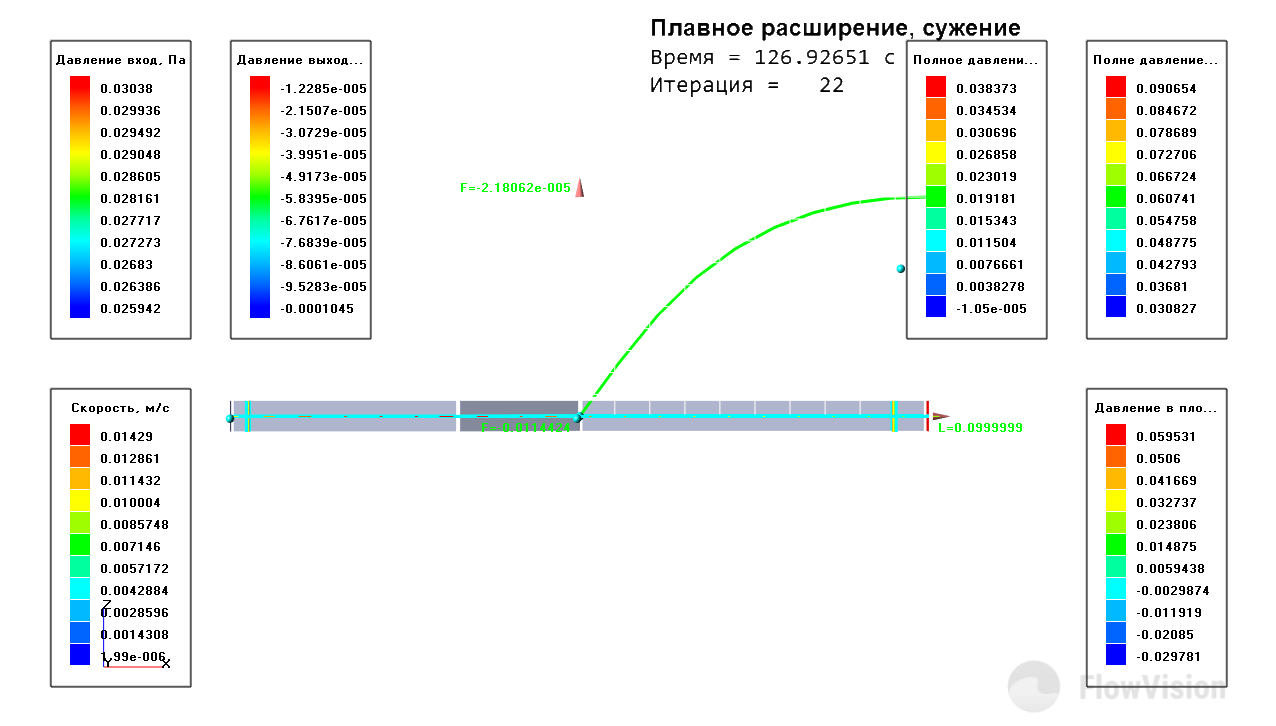 Плавное расширение, сужение
Время = 126.92651 с
Итерация = 22
Давление вход, Па
0.03038
0.029936
0.029492
0.029048
0.028605
0.028161
0.027717
0.027273
0.02683
0.026386
0.025942
Давление выход...
-1.2285e-005
-2.1507e-005
-3.0729e-005
-3.9951e-005
-4.9173e-005
-5.8395e-005
-6.7617e-005
-7.6839e-005
-8.6061e-005
-9.5283e-005
-0.0001045
Полное давлени...
0.038373
0.034534
0.030696
0.026858
0.023019
0.019181
0.015343
0.011504
0.0076661
0.0038278
-1.05e-005
Полне давление...
0.090654
0.084672
0.078689
0.072706
0.066724
0.060741
0.054758
0.048775
0.042793
0.03681
0.030827
F=-2.18062e-005
L=0.0999999
Скорость, м/с
0.01429
0.012861
0.011432
0.010004
0.0085748
0.007146
0.0057172
0.0042884
0.0028596
0.0014308
1.99e-006
Z
Y
X
Давление в пло...
0.059531
0.0506
0.041669
0.032737
0.023806
0.014875
0.0059438
-0.0029874
-0.011919
-0.02085
-0.029781
FlowVision